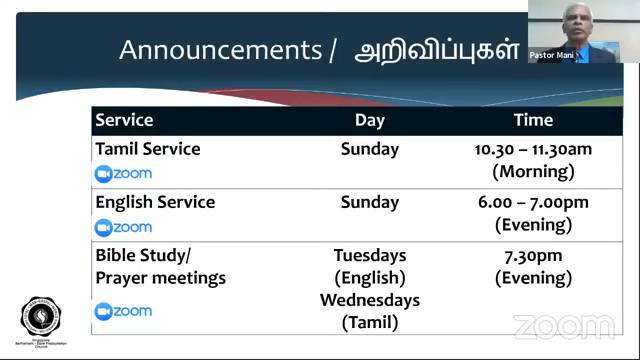 Announcements / அறிவிப்புகள்
Pastor Mani
Service Day Time
Tamil Service Sunday 10.30 – 11.30am
zoom (Morning)
English Service Sunday 6.00 – 7.00pm
zoom (Evening)
Bible Study/ Tuesdays 7.30pm
Prayer meetings (English) (Evening)
Wednesdays
zoom (Tamil)
Singapore
Church
zoom